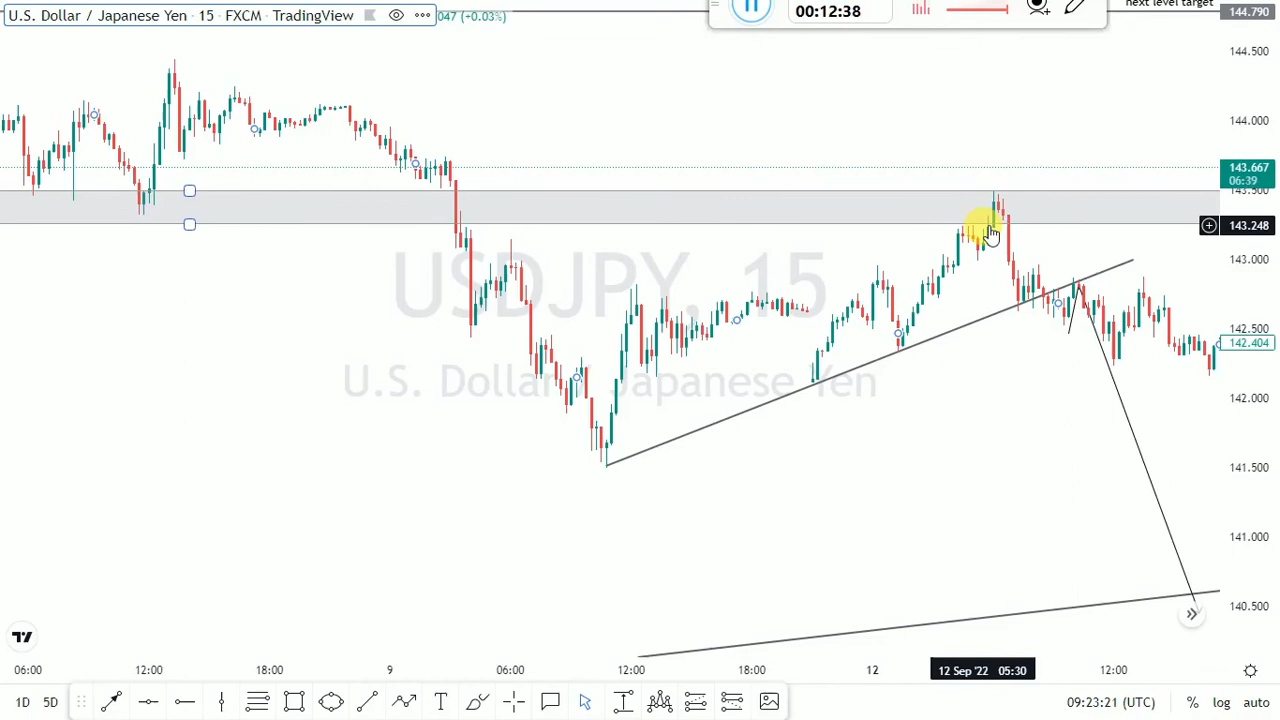 U.S. Dollar / Japanese Yen · 15 · FXCM · TradingView
047 (+0.03%)
00:12:38
next level target
144.790
144.500
144.000
143.667
06:39
143.500
143.248
143.000
142.500
142.404
142.000
141.500
141.000
140.500
USDJPY, 15
U.S. Dollar / Japanese Yen
06:00
12:00
18:00
9
06:00
12:00
18:00
12
12 Sep '22 05:30
12:00
1D
5D
T
09:23:21 (UTC)
%
log
auto